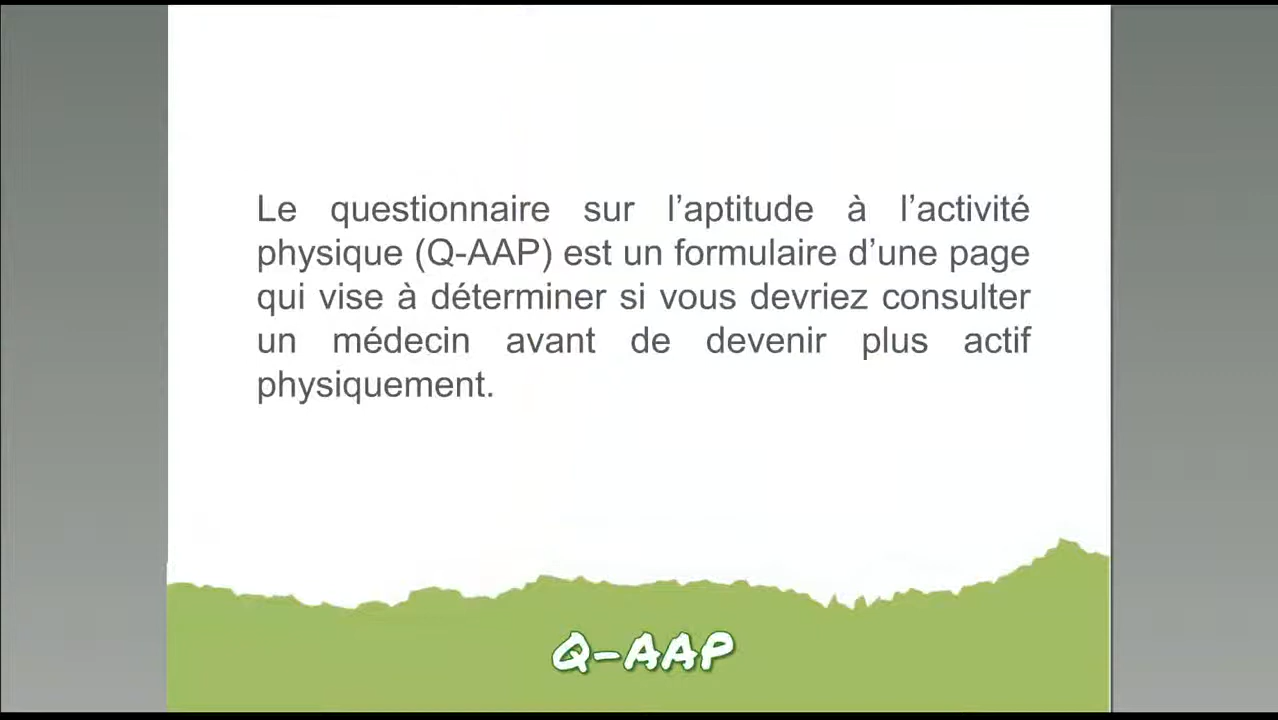 Le questionnaire sur l’aptitude à l’activité
physique (Q-AAP) est un formulaire d’une page
qui vise à déterminer si vous devriez consulter
un médecin avant de devenir plus actif
physiquement.
Q-AAP